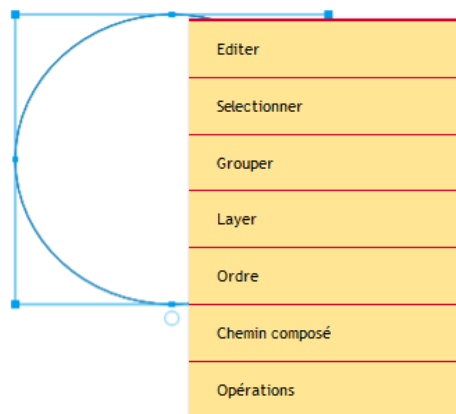 Editer
Selectionner
Grouper
Layer
Ordre
Chemin composé
Opérations